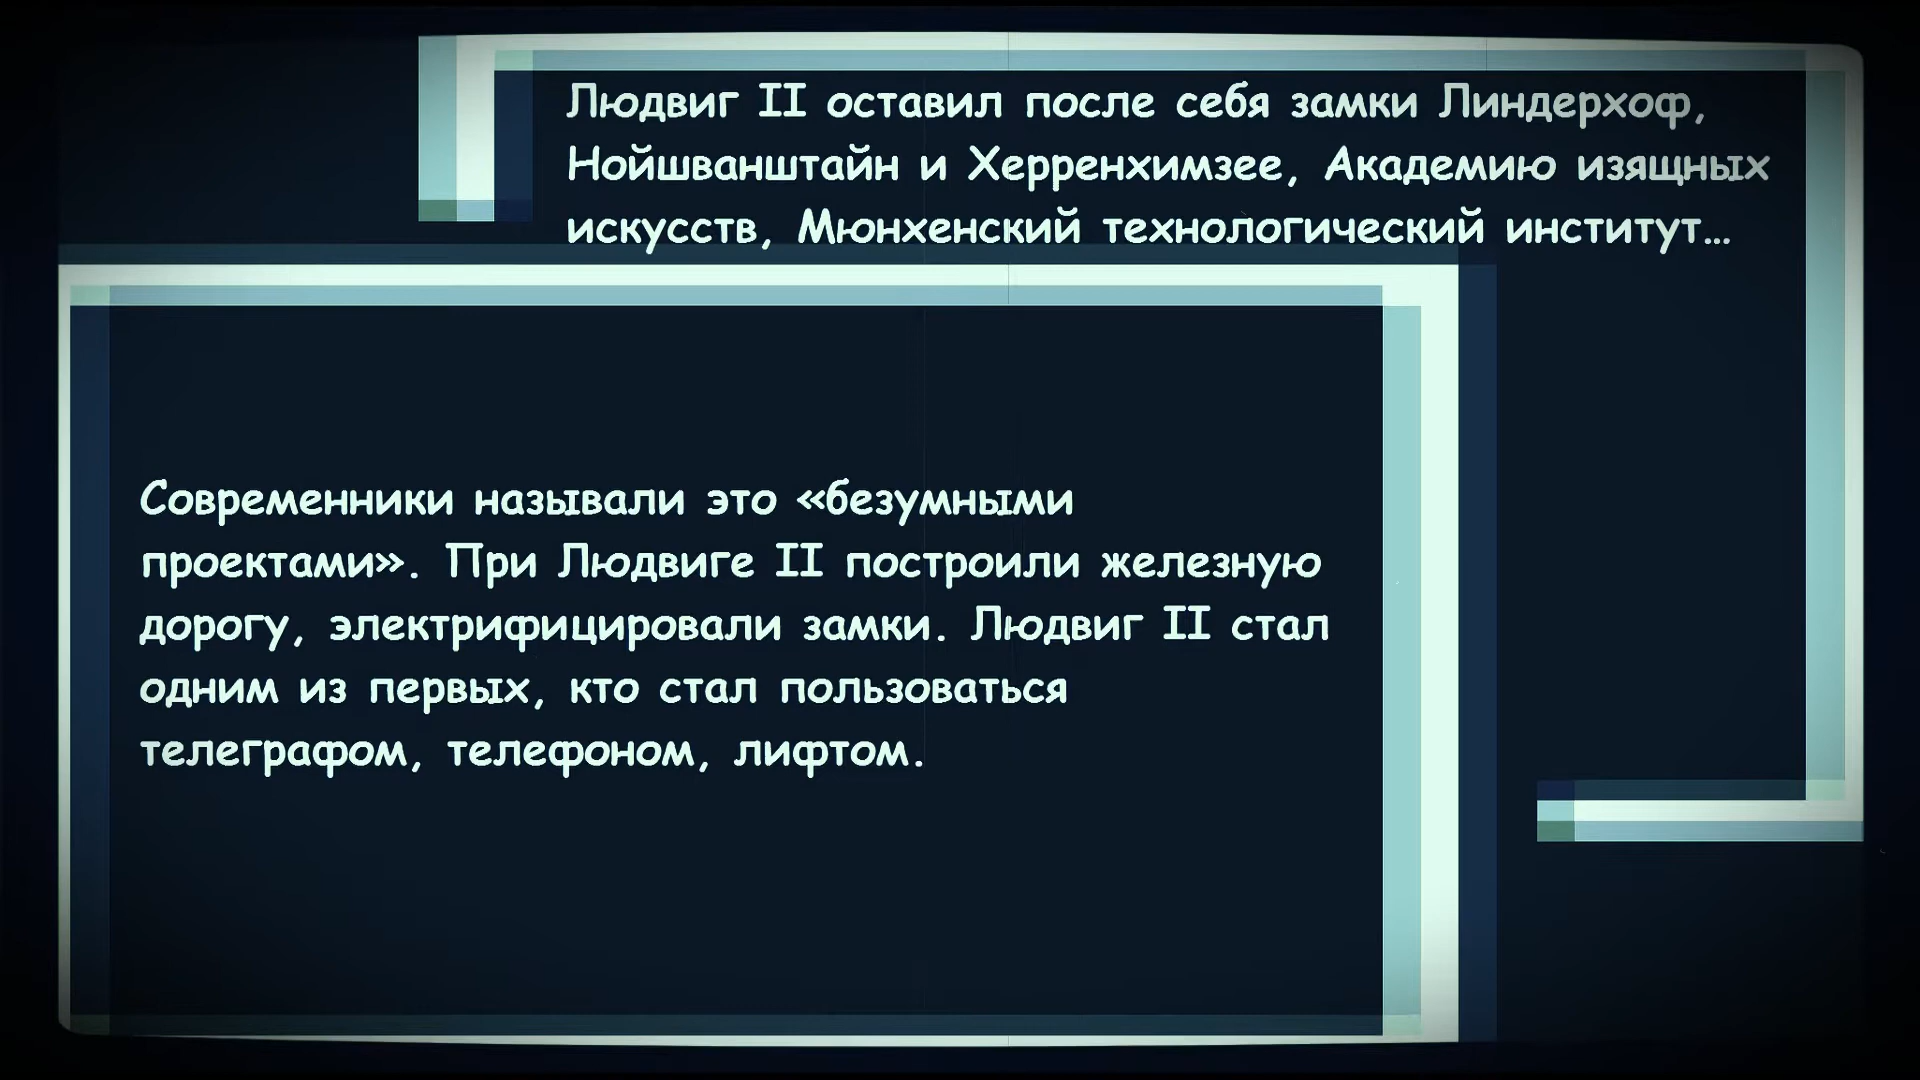 Людвиг II оставил после себя замки Линдерхоф,
Нойшванштайн и Херренхимзее, Академию изящных
искусств, Мюнхенский технологический институт…
Современники называли это «безумными
проектами». При Людвиге II построили железную
дорогу, электрифицировали замки. Людвиг II стал
одним из первых, кто стал пользоваться
телеграфом, телефоном, лифтом.